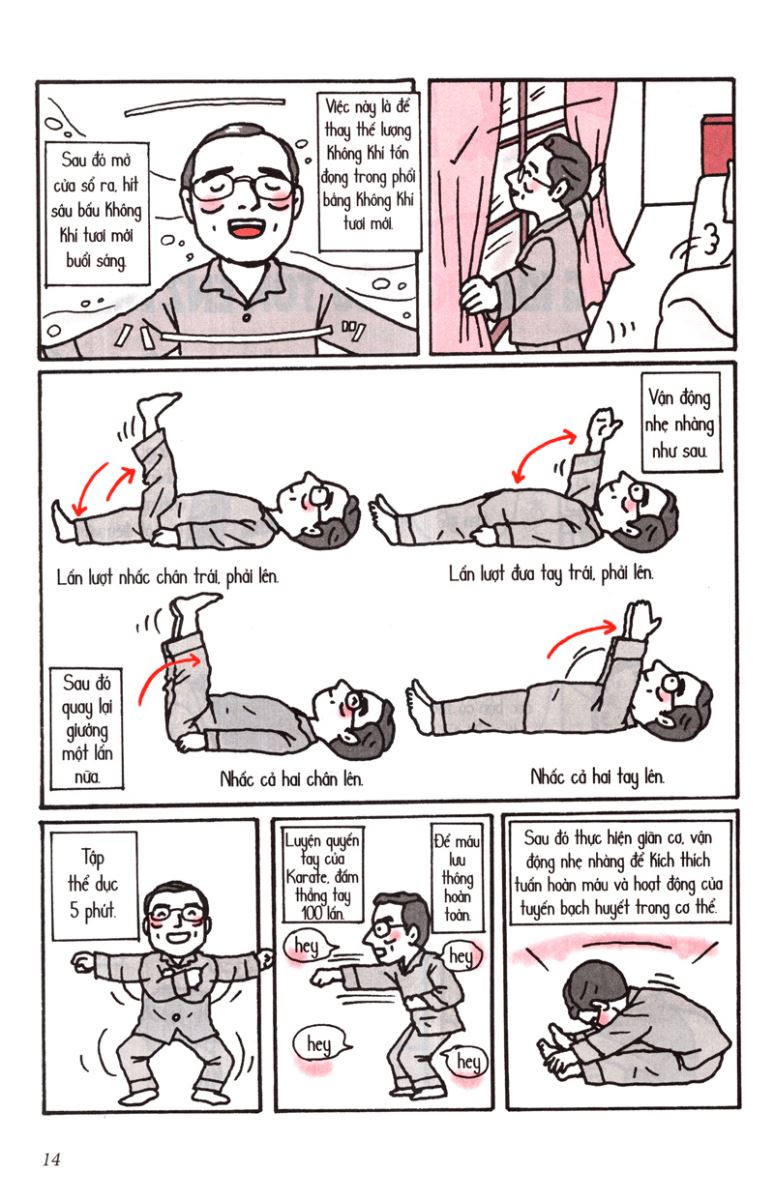 Sau đó mở
cửa sổ ra, hít
sâu bầu không
khí tươi mới
buổi sáng.
Việc này là để
thay thế lượng
không khí tồn
đọng trong phổi
bằng không khí
tươi mới.
Vận động
nhẹ nhàng
như sau.
Lần lượt nhấc chân trái, phải lên.
Lần lượt đưa tay trái, phải lên.
Sau đó
quay lại
giường
một lần
nữa.
Nhấc cả hai chân lên.
Nhấc cả hai tay lên.
Tập
thể dục
5 phút.
Luyện quyền
tay của
Karate, đấm
thẳng tay
100 lần.
Để máu
lưu
thông
hoàn
toàn.
hey
hey
hey
hey
Sau đó thực hiện giãn cơ, vận
động nhẹ nhàng để kích thích
tuần hoàn máu và hoạt động của
tuyến bạch huyết trong cơ thể.
14